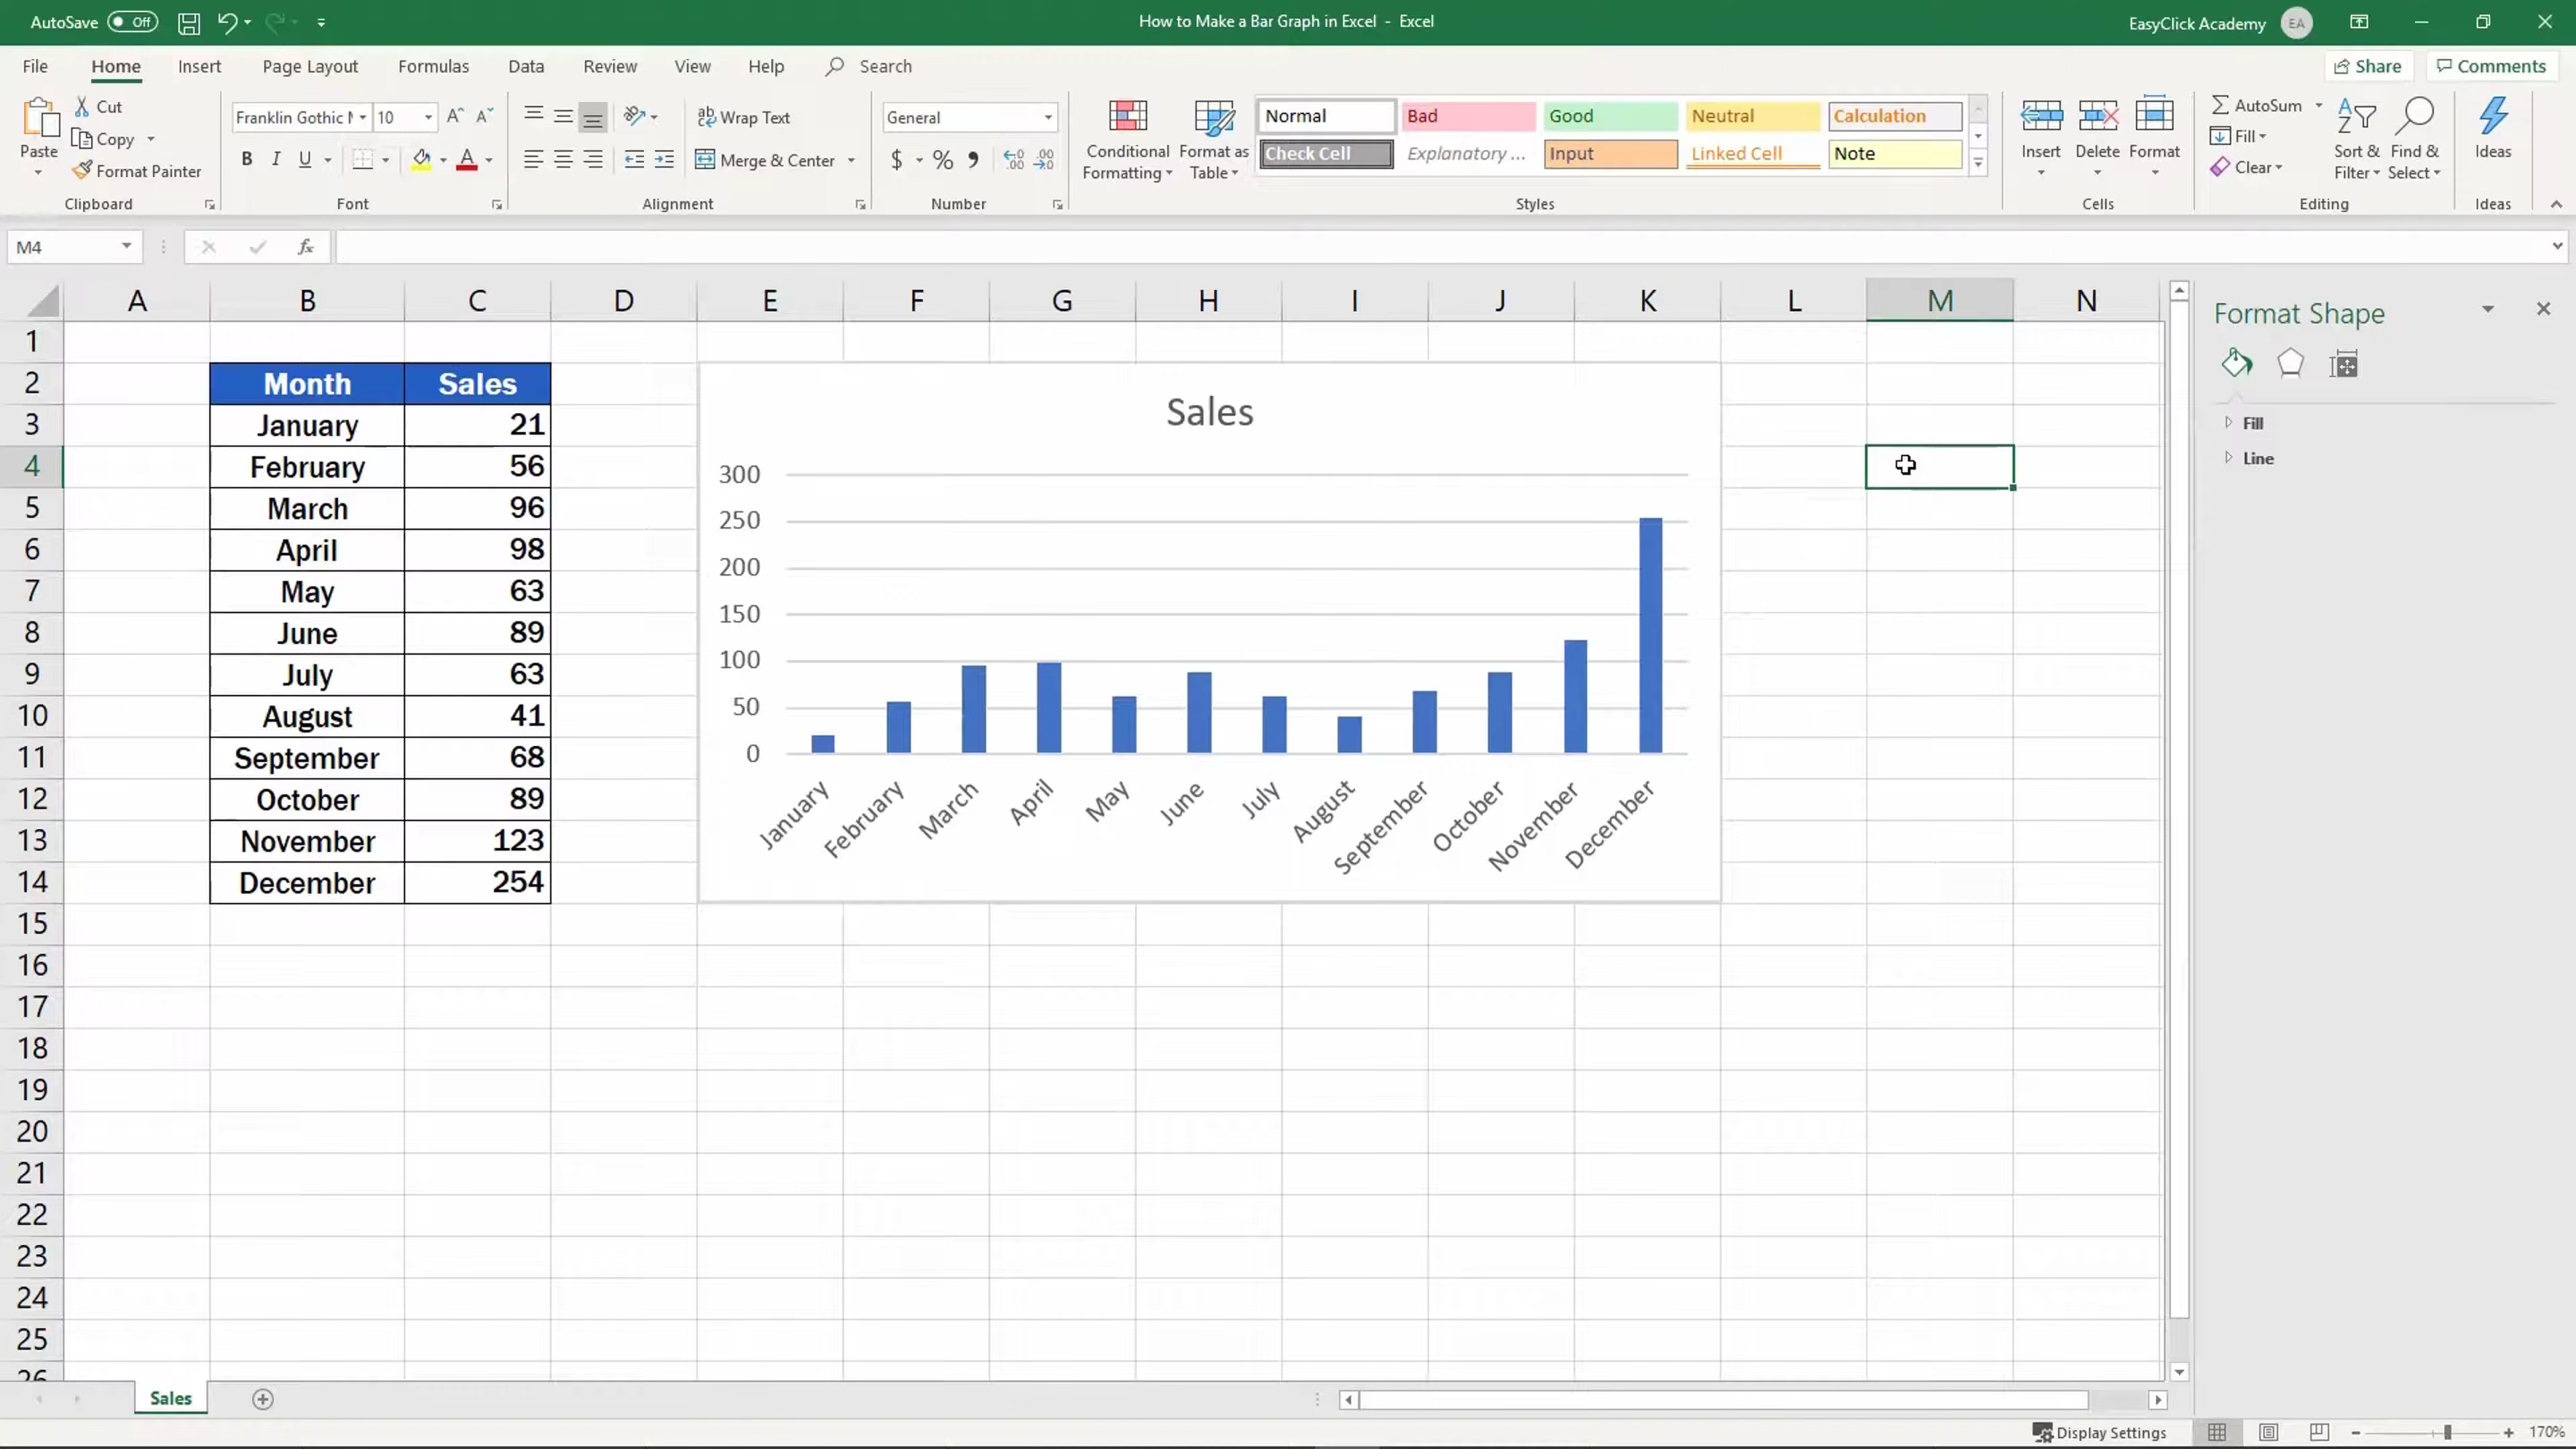 AutoSave Off
How to Make a Bar Graph in Excel - Excel
EasyClick Academy EA
File Home Insert Page Layout Formulas Data Review View Help Search
Share Comments
Paste
Cut
Copy
Format Painter
Clipboard
Franklin Gothic 10
B I U
Font
Wrap Text
Merge & Center
Alignment
General
$ % ,
Number
Conditional Formatting
Format as Table
Normal Bad Good Neutral Calculation
Check Cell Explanatory ... Input Linked Cell Note
Styles
Insert Delete Format
Cells
AutoSum
Fill
Clear
Sort & Filter
Find & Select
Editing
Ideas
Ideas
M4
fx
A B C D E F G H I J K L M N
1
2 Month Sales
3 January 21
4 February 56
5 March 96
6 April 98
7 May 63
8 June 89
9 July 63
10 August 41
11 September 68
12 October 89
13 November 123
14 December 254
15
16
17
18
19
20
21
22
23
24
25
26
Sales
300
250
200
150
100
50
0
January February March April May June July August September October November December
Format Shape
Fill
Line
Sales
Display Settings
170%